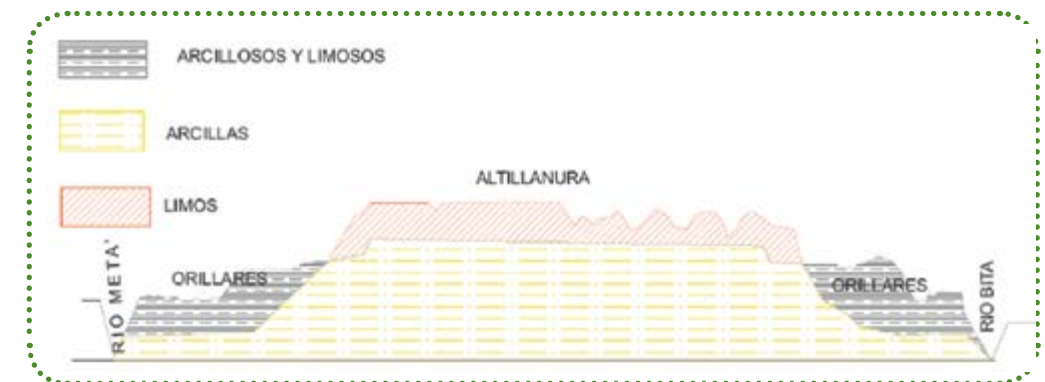 ARCILLOSOS Y LIMOSOS
ARCILLAS
LIMOS
ALTILLANURA
RIO META'
ORILLARES
ORILLARES
RIO BITA